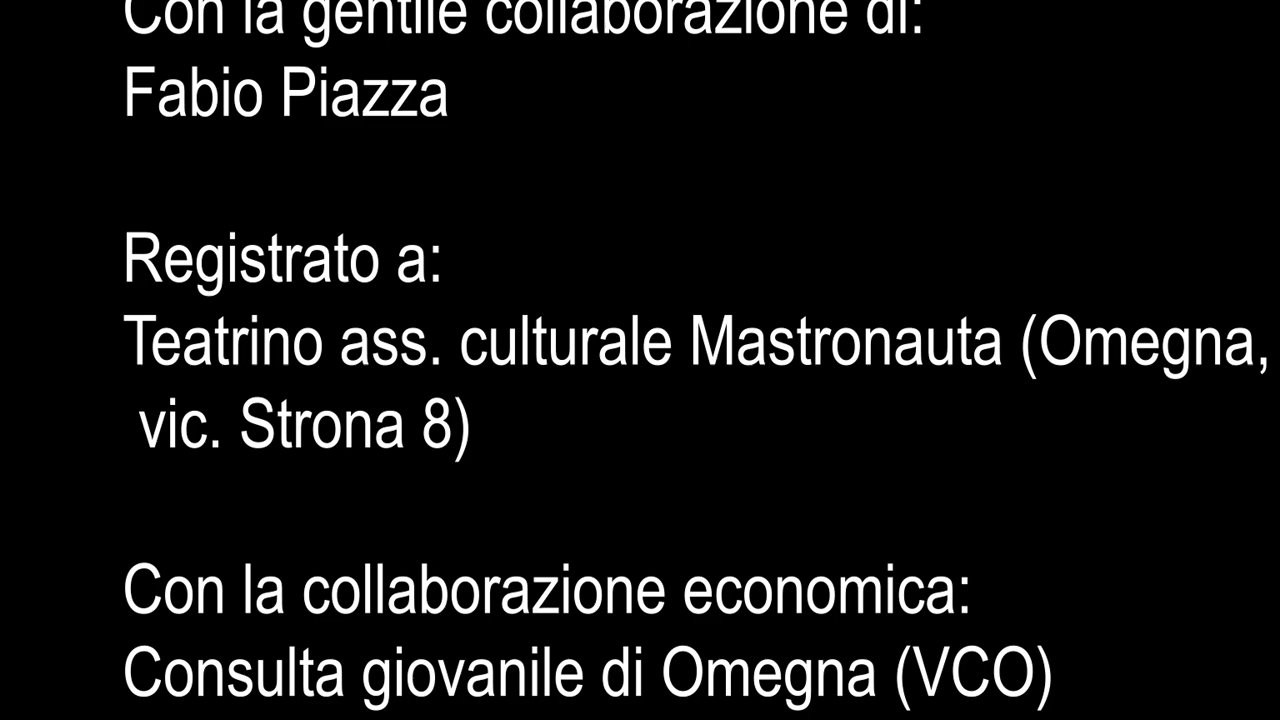 Con la gentile collaborazione di:
Fabio Piazza
Registrato a:
Teatrino ass. culturale Mastronauta (Omegna,
vic. Strona 8)
Con la collaborazione economica:
Consulta giovanile di Omegna (VCO)